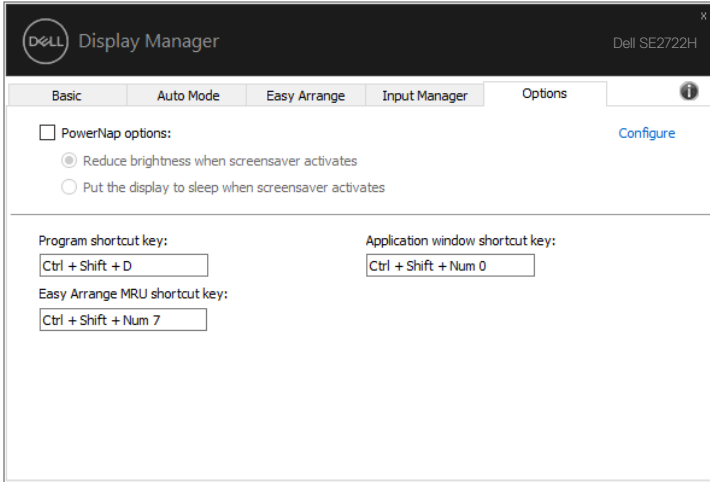 x
DELL Display Manager
Dell SE2722H
Basic Auto Mode Easy Arrange Input Manager Options i
PowerNap options: Configure
Reduce brightness when screensaver activates
Put the display to sleep when screensaver activates
Program shortcut key: Application window shortcut key:
Ctrl + Shift + D Ctrl + Shift + Num 0
Easy Arrange MRU shortcut key:
Ctrl + Shift + Num 7